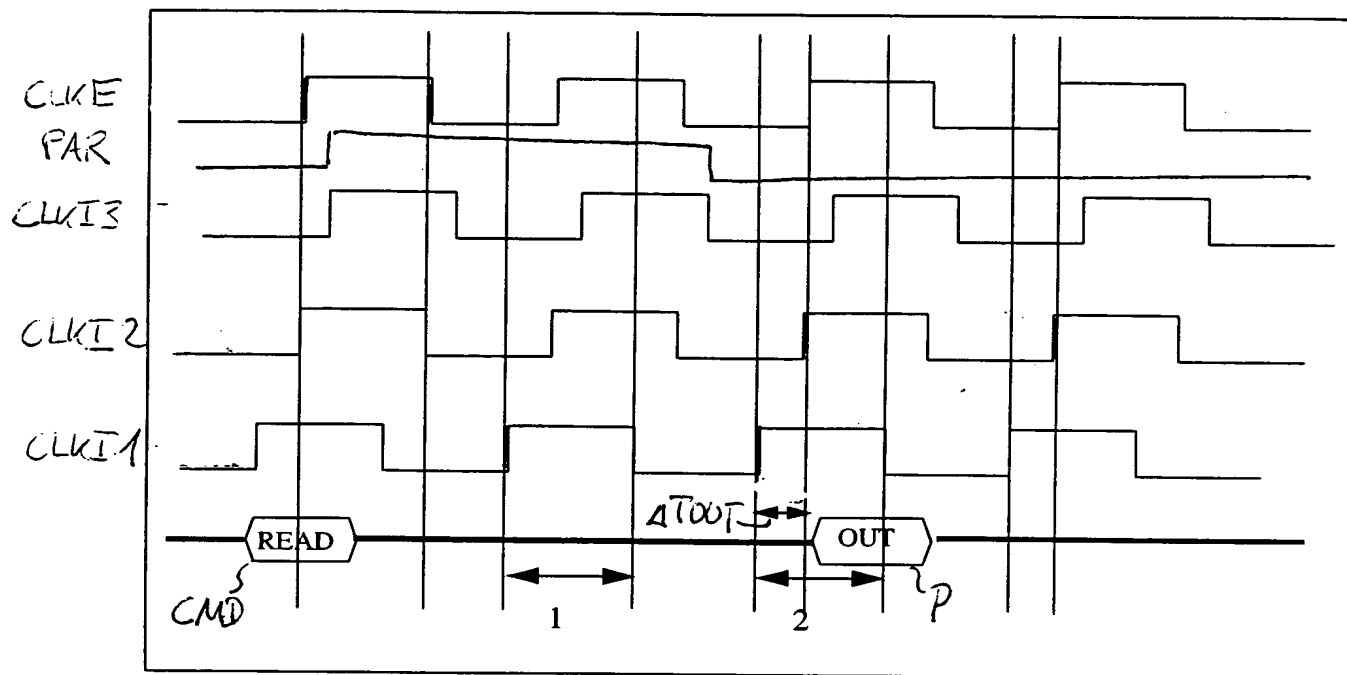 CLKE
PAR
CLKI3
CLKI2
CLKI1
ΔTOUT
READ
OUT
CMD
1
2
P